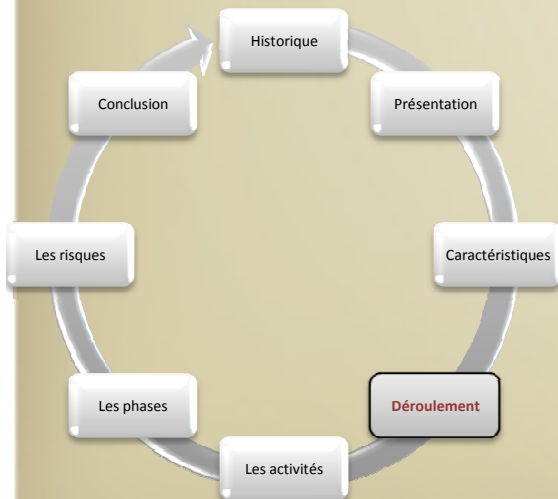 Historique
Présentation
Caractéristiques
Déroulement
Les activités
Les phases
Les risques
Conclusion